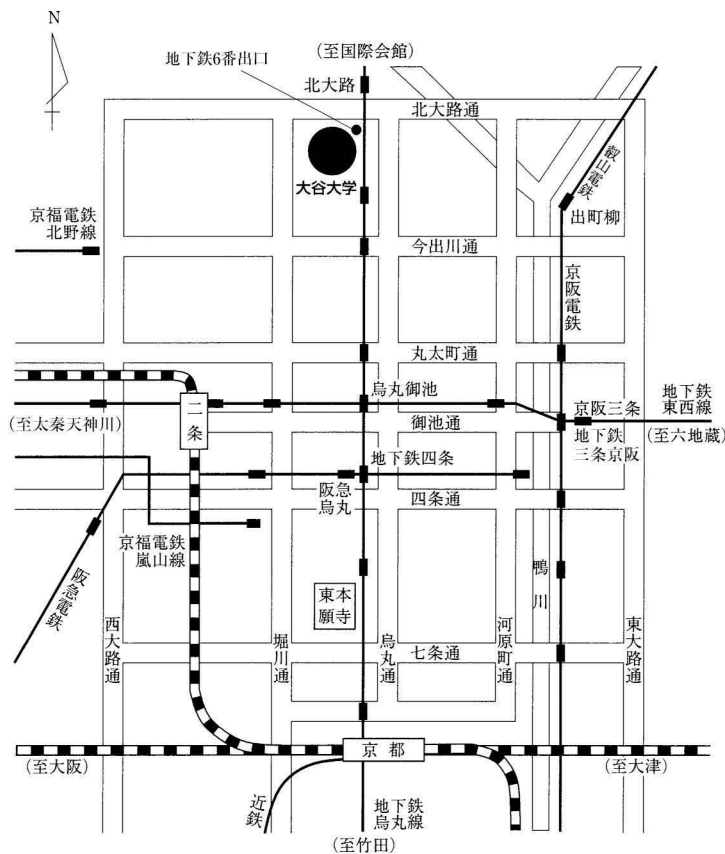 N
地下鉄6番出口
(至国際会館)
北大路
北大路通
大谷大学
叡山電鉄
出町柳
京福電鉄
北野線
今出川通
京阪電鉄
丸太町通
烏丸御池
二条
(至太秦天神川)
御池通
京阪三条
地下鉄
三条京阪
地下鉄
東西線
(至六地蔵)
地下鉄四条
阪急
烏丸
四条通
京福電鉄
嵐山線
阪急電鉄
鴨川
東本
願寺
西大路通
堀川通
烏丸通
七条通
河原町通
東大路通
京都
(至大阪)
(至大津)
近鉄
地下鉄
烏丸線
(至竹田)